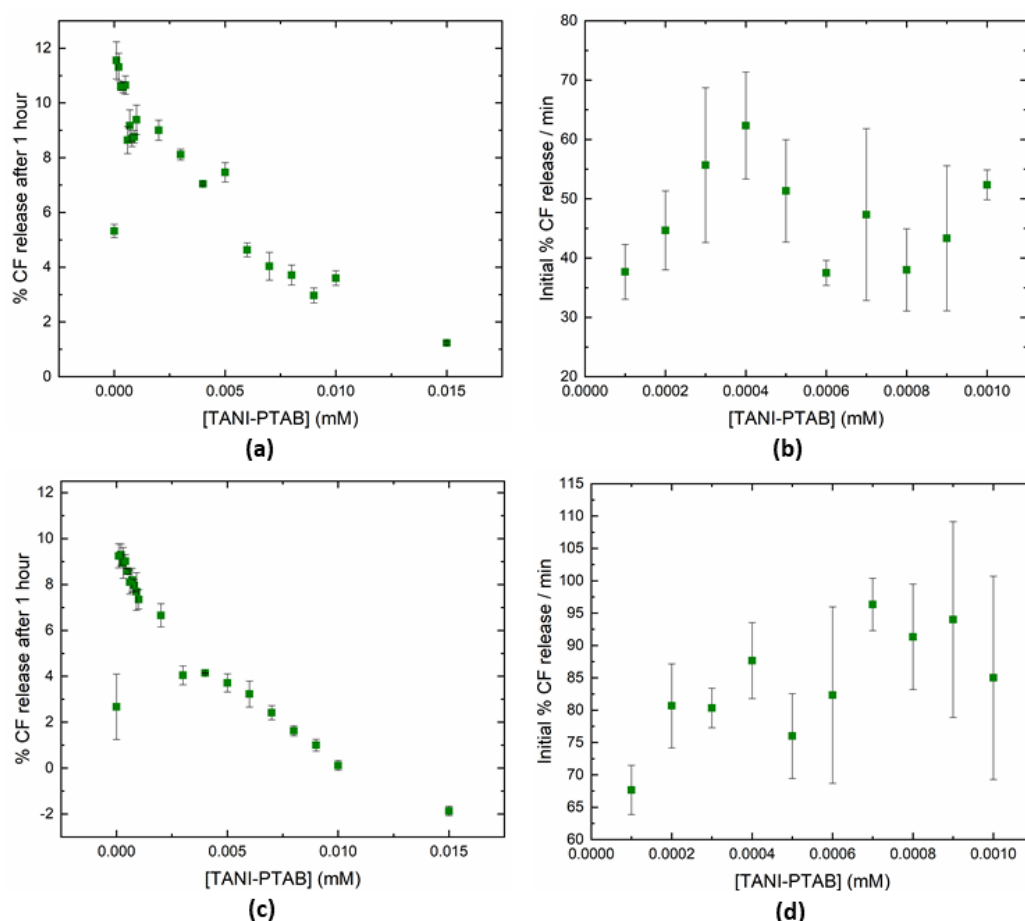 12
10
8
6
4
2
0
% CF release after 1 hour
0.000 0.005 0.010 0.015
[TANI-PTAB] (mM)
(a)
80
70
60
50
40
30
20
Initial % CF release / min
0.0000 0.0002 0.0004 0.0006 0.0008 0.0010
[TANI-PTAB] (mM)
(b)
12
10
8
6
4
2
0
-2
% CF release after 1 hour
0.000 0.005 0.010 0.015
[TANI-PTAB] (mM)
(c)
115
110
105
100
95
90
85
80
75
70
65
60
Initial % CF release / min
0.0000 0.0002 0.0004 0.0006 0.0008 0.0010
[TANI-PTAB] (mM)
(d)